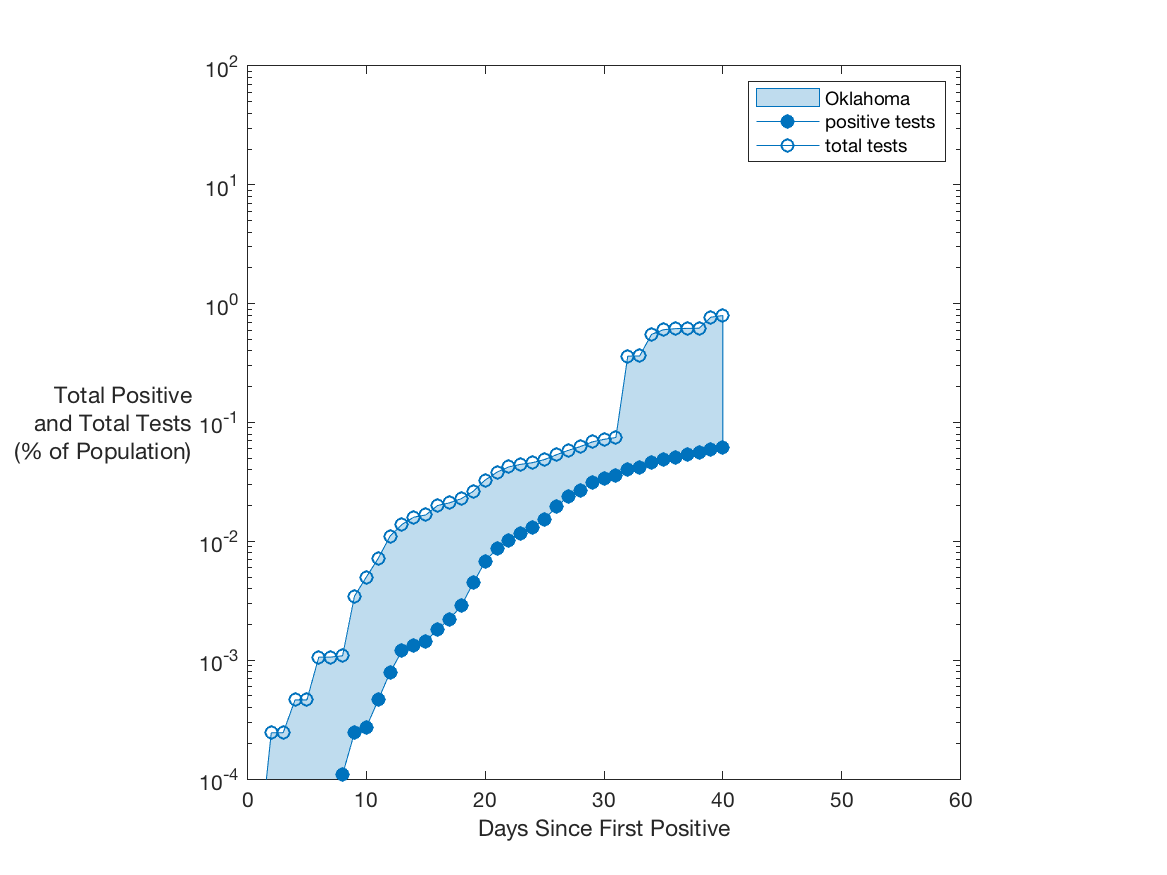 10^2
10^1
10^0
10^-1
10^-2
10^-3
10^-4
Total Positive
and Total Tests
(% of Population)
Oklahoma
positive tests
total tests
0 10 20 30 40 50 60
Days Since First Positive